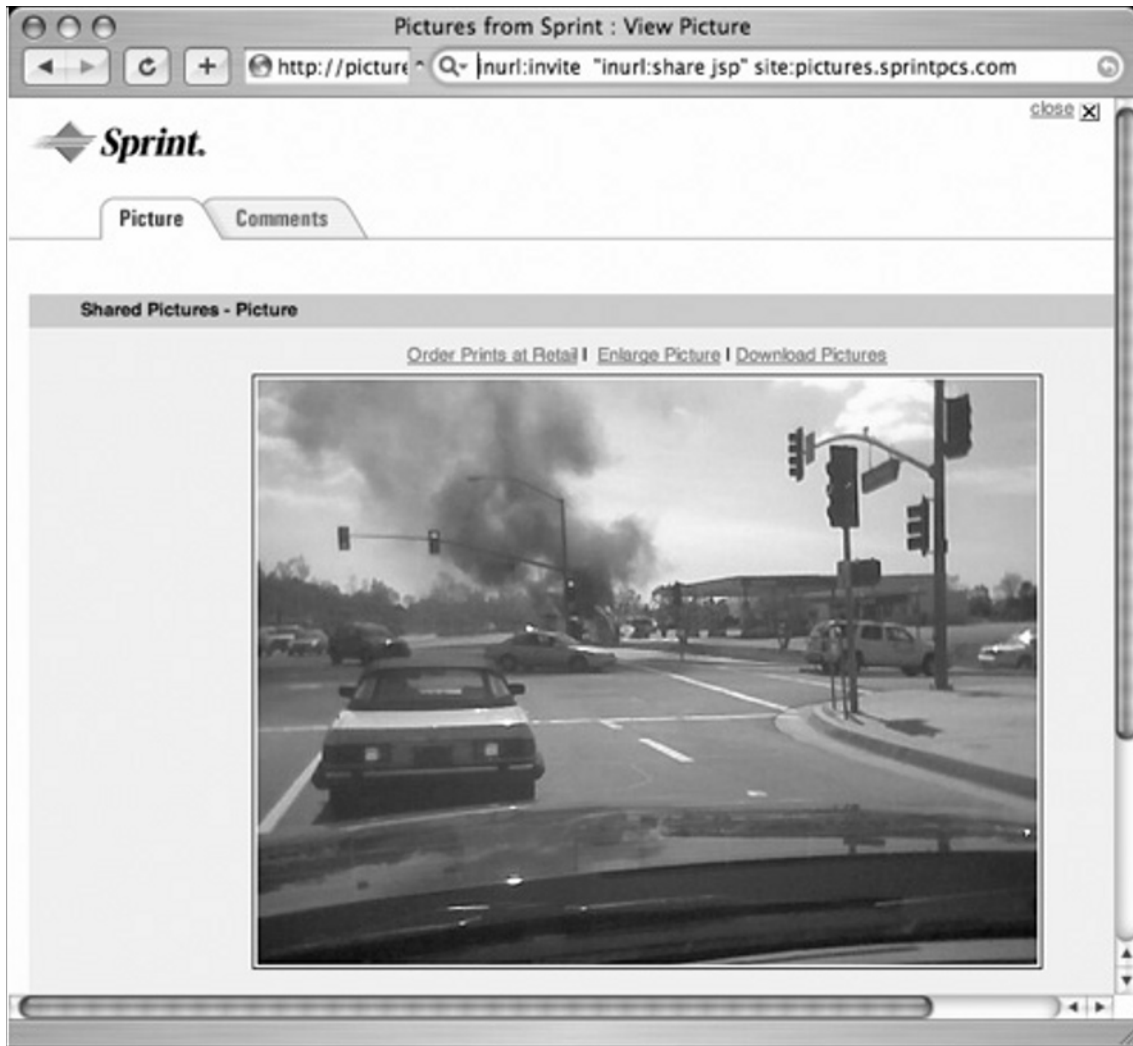 Pictures from Sprint : View Picture
http://picture
inurl:invite "inurl:share jsp" site:pictures.sprintpcs.com
close
Sprint.
Picture Comments
Shared Pictures - Picture
Order Prints at Retail | Enlarge Picture | Download Pictures